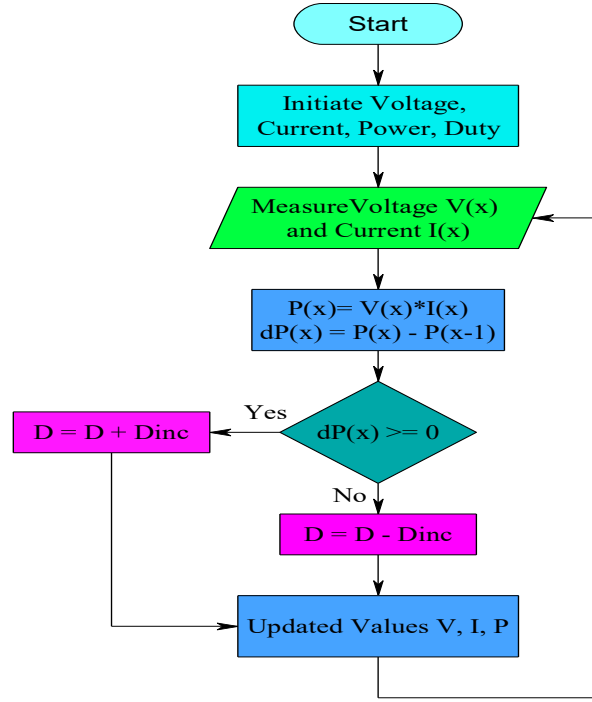 Start
Initiate Voltage,
Current, Power, Duty
MeasureVoltage V(x)
and Current I(x)
P(x)= V(x)*I(x)
dP(x) = P(x) - P(x-1)
Yes
D = D + Dinc
dP(x) >= 0
No
D = D - Dinc
Updated Values V, I, P